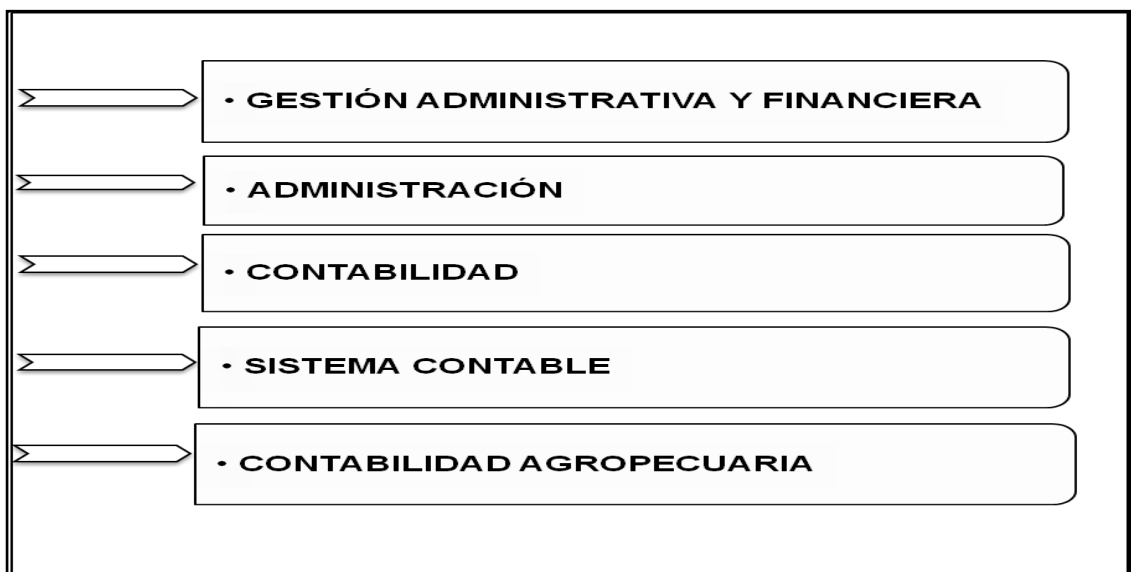 • GESTIÓN ADMINISTRATIVA Y FINANCIERA
• ADMINISTRACIÓN
• CONTABILIDAD
• SISTEMA CONTABLE
• CONTABILIDAD AGROPECUARIA